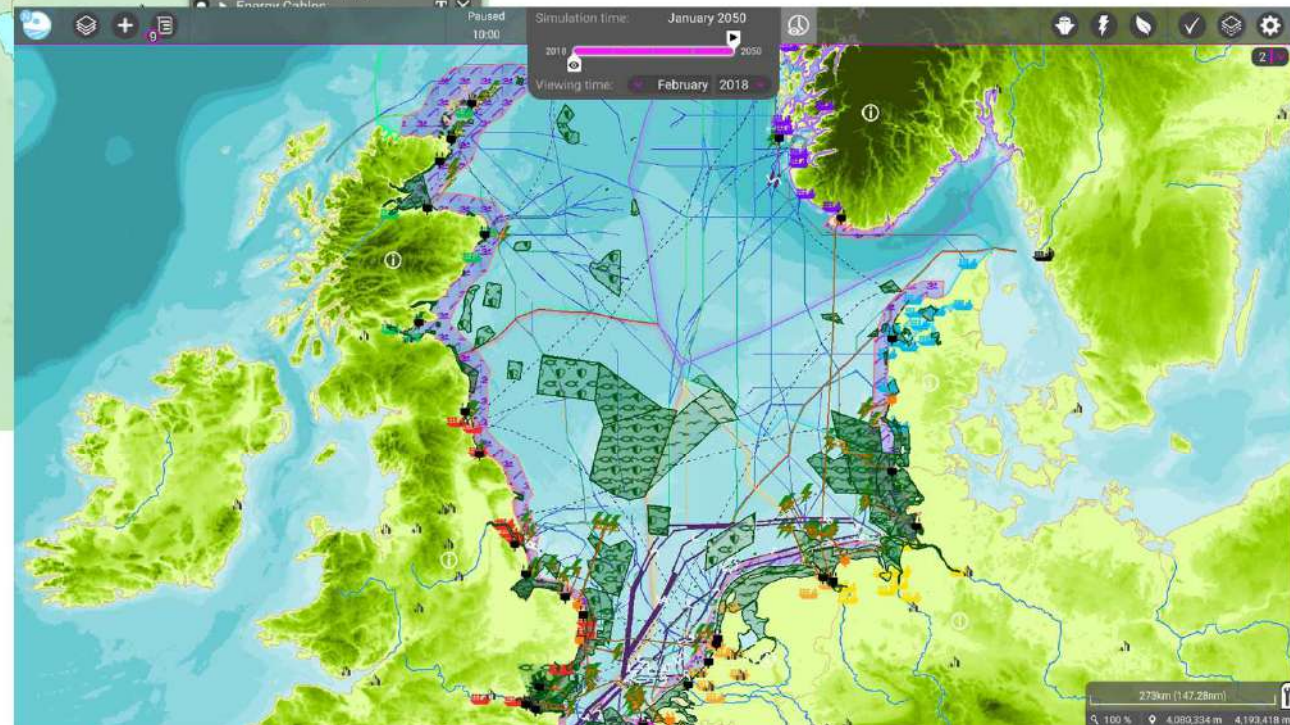 Energy Cables
9
Paused
10:00
Simulation time: January 2050
2018 2050
Viewing time: February 2018
2
273km (147.28nm)
100 % 4,080,334 m 4,193,418 m